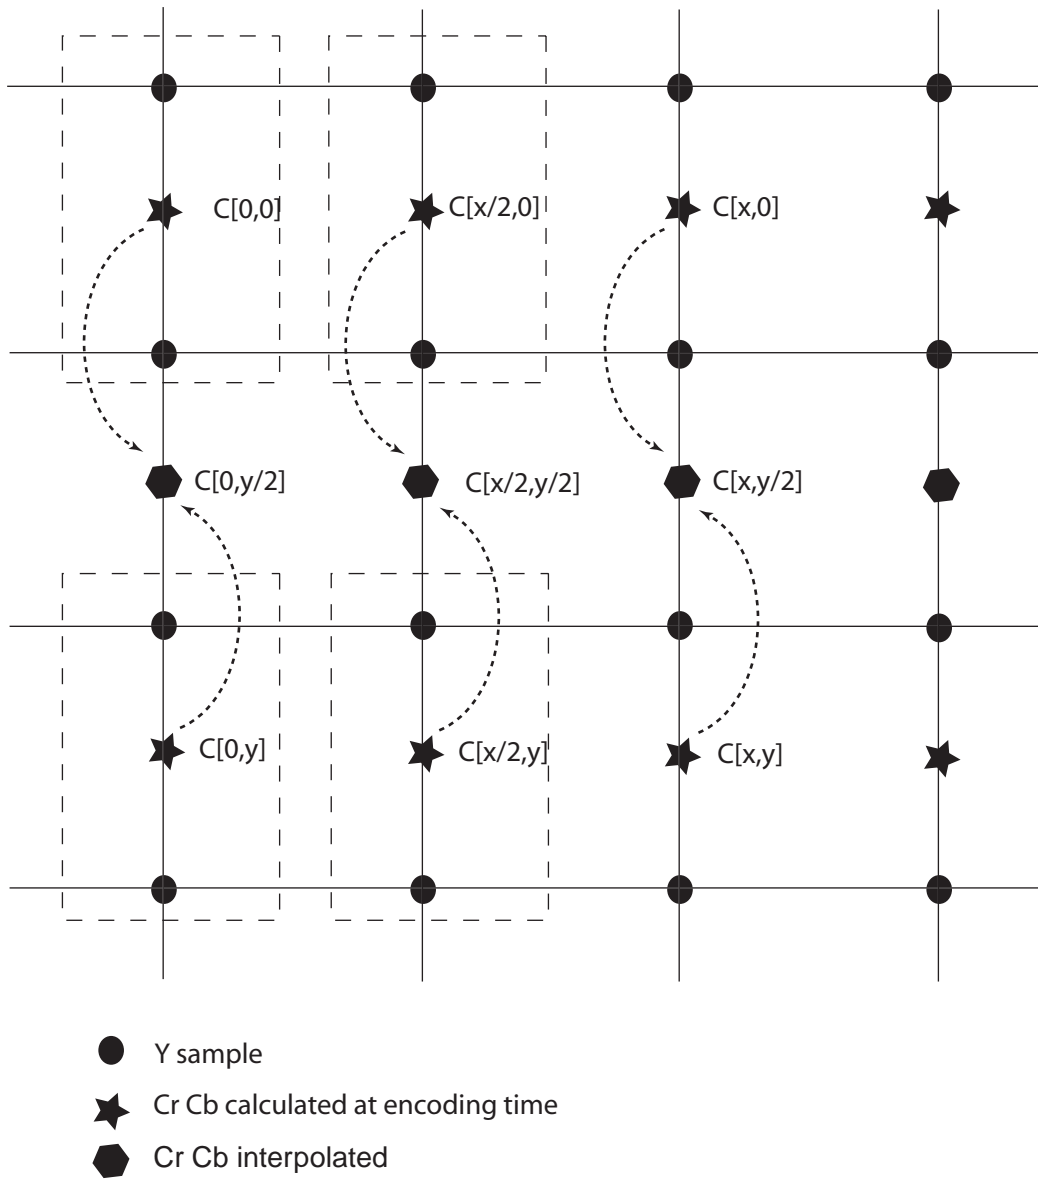 C[0,0]
C[x/2,0]
C[x,0]
C[0,y/2]
C[x/2,y/2]
C[x,y/2]
C[0,y]
C[x/2,y]
C[x,y]
Y sample
Cr Cb calculated at encoding time
Cr Cb interpolated